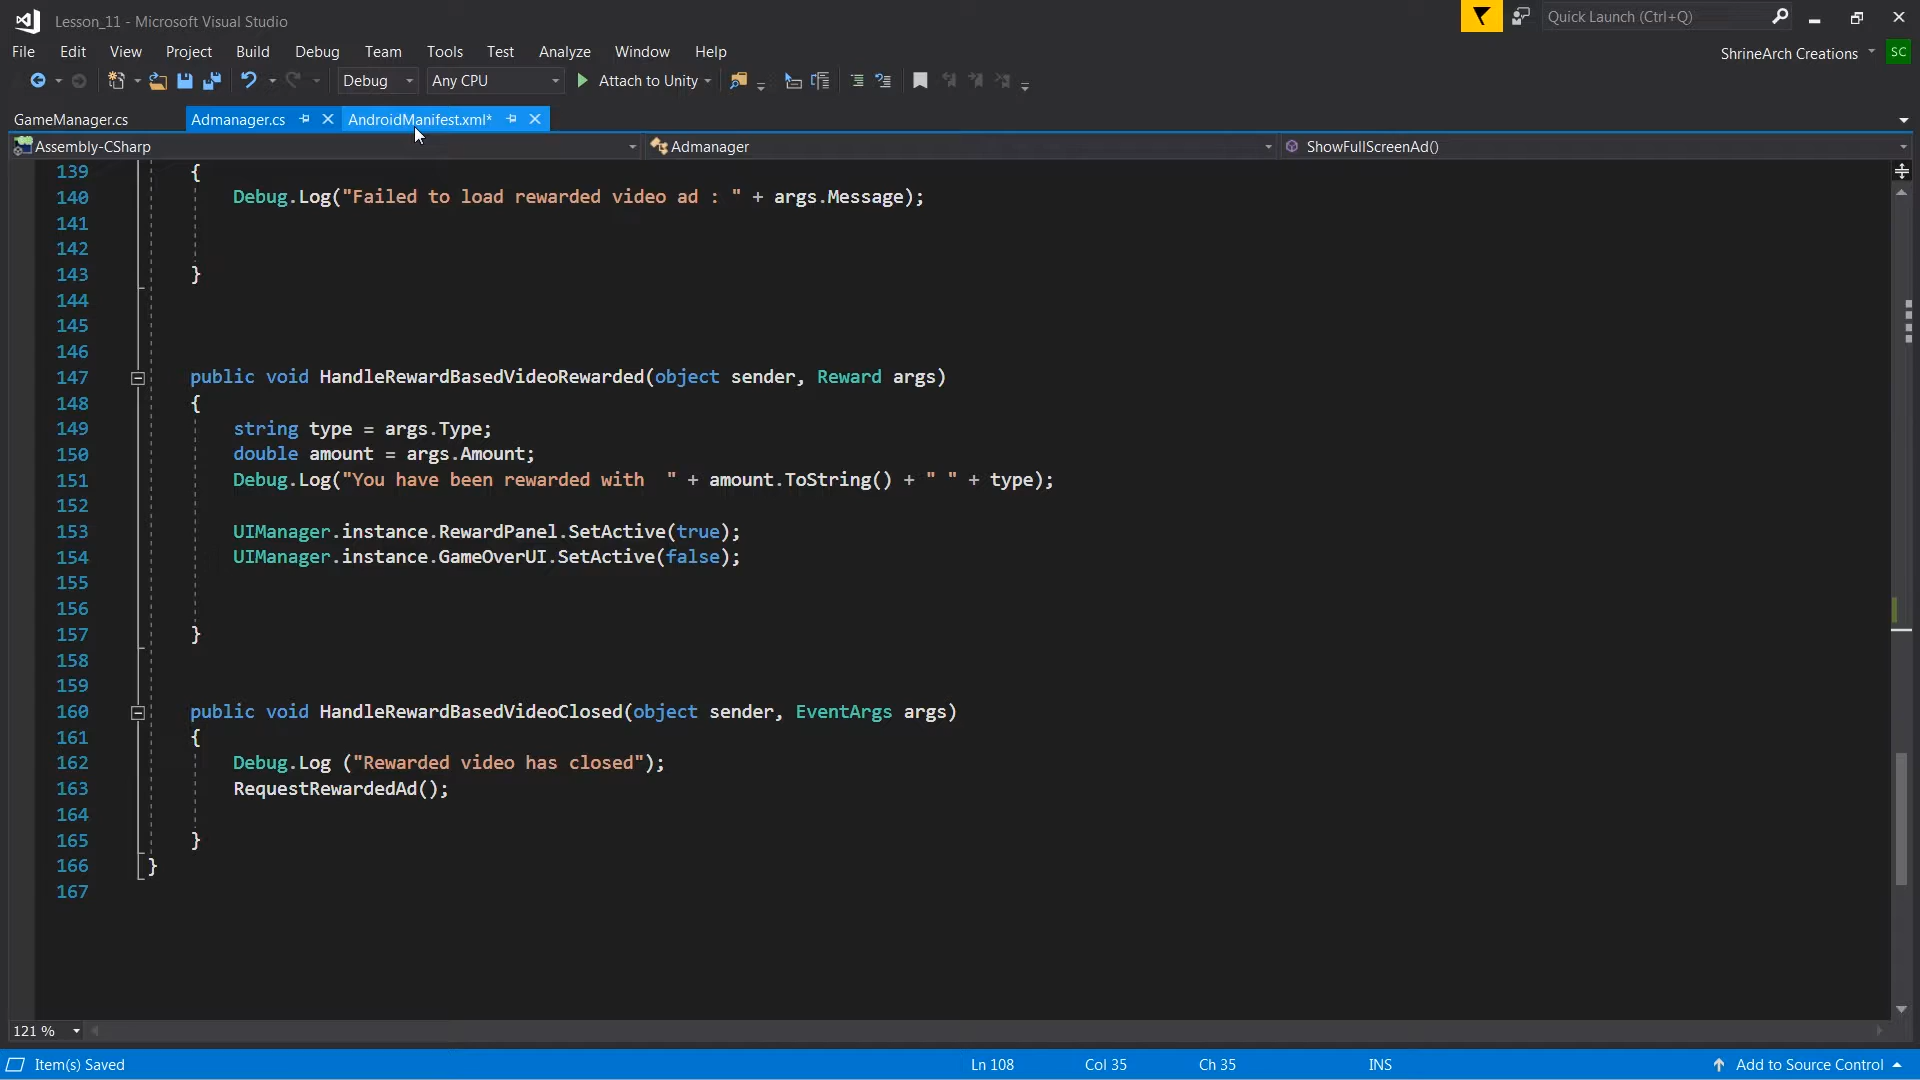 Lesson_11 - Microsoft Visual Studio
Quick Launch (Ctrl+Q)
File Edit View Project Build Debug Team Tools Test Analyze Window Help
ShrineArch Creations SC
Debug Any CPU Attach to Unity
GameManager.cs Admanager.cs AndroidManifest.xml*
Assembly-CSharp Admanager ShowFullScreenAd()
139 {
140 Debug.Log("Failed to load rewarded video ad : " + args.Message);
141
142
143 }
144
145
146
147 public void HandleRewardBasedVideoRewarded(object sender, Reward args)
148 {
149 string type = args.Type;
150 double amount = args.Amount;
151 Debug.Log("You have been rewarded with  " + amount.ToString() + " " + type);
152
153 UIManager.instance.RewardPanel.SetActive(true);
154 UIManager.instance.GameOverUI.SetActive(false);
155
156
157 }
158
159
160 public void HandleRewardBasedVideoClosed(object sender, EventArgs args)
161 {
162 Debug.Log ("Rewarded video has closed");
163 RequestRewardedAd();
164
165 }
166 }
167
121 %
Item(s) Saved Ln 108 Col 35 Ch 35 INS Add to Source Control